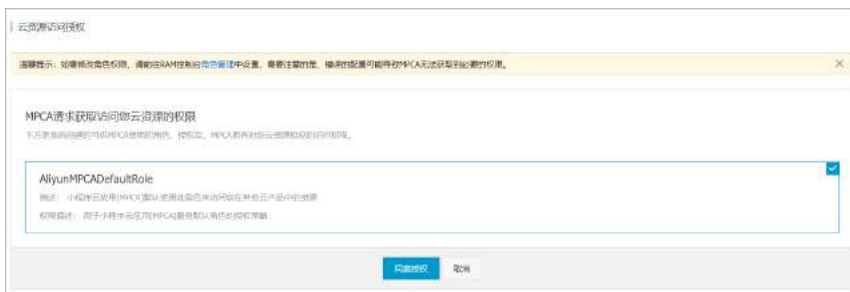 云资源访问授权
温馨提示：如需修改角色权限，请前往RAM控制台角色管理中设置，需要注意的是，错误的配置可能导致MPCA无法获取到必要的权限。
MPCA请求获取访问您云资源的权限
下方是系统创建的可供MPCA使用的角色，授权后，MPCA拥有对您云资源相应的访问权限。
AliyunMPCADefaultRole
描述： 小程序云应用(MPCA)默认使用此角色来访问您在其他云产品中的资源
权限描述： 用于小程序云应用(MPCA)服务默认角色的授权策略
同意授权 取消